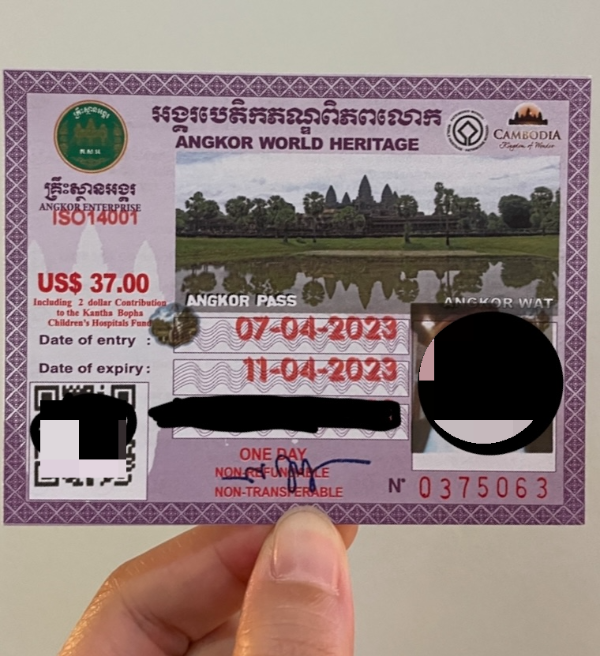 អង្គរបេតិកភណ្ឌពិភពលោក
ANGKOR WORLD HERITAGE
CAMBODIA
Kingdom of Wonder
គ្រឹះស្ថានអង្គរ
ANGKOR ENTERPRISE
ISO14001
US$ 37.00
Including 2 dollar Contribution
to the Kantha Bopha
Children's Hospitals Fund
ANGKOR PASS
ANGKOR WAT
Date of entry : 07-04-2023
Date of expiry : 11-04-2023
ONE DAY
NON-REFUNDABLE
NON-TRANSFERABLE
N° 0375063